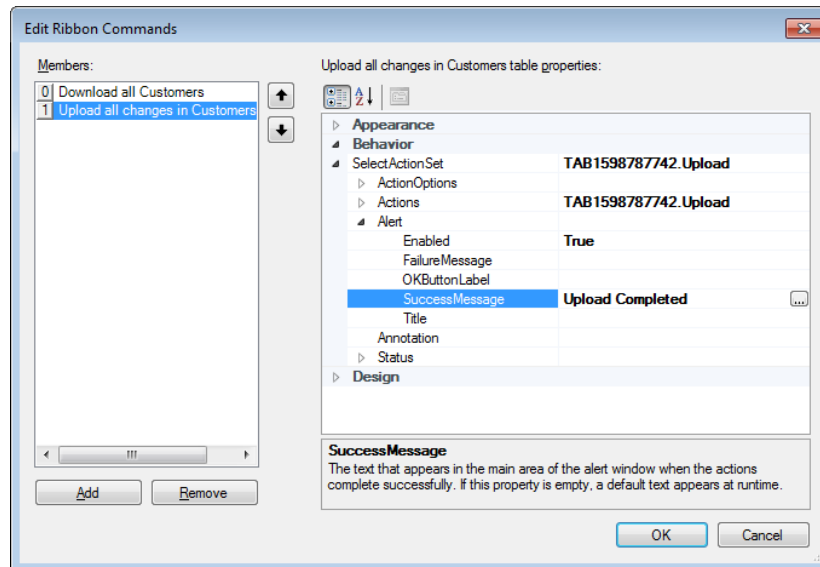 Edit Ribbon Commands
Members:
0 Download all Customers
1 Upload all changes in Customers
Add
Remove
Upload all changes in Customers table properties:
Appearance
Behavior
SelectActionSet TAB1598787742.Upload
ActionOptions
Actions TAB1598787742.Upload
Alert
Enabled True
FailureMessage
OKButtonLabel
SuccessMessage Upload Completed ...
Title
Annotation
Status
Design
SuccessMessage
The text that appears in the main area of the alert window when the actions
complete successfully. If this property is empty, a default text appears at runtime.
OK
Cancel